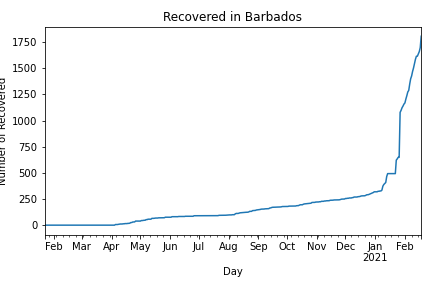 Recovered in Barbados
1750
1500
1250
1000
750
500
250
0
Number of Recovered
Feb Mar Apr May Jun Jul Aug Sep Oct Nov Dec Jan Feb
2021
Day